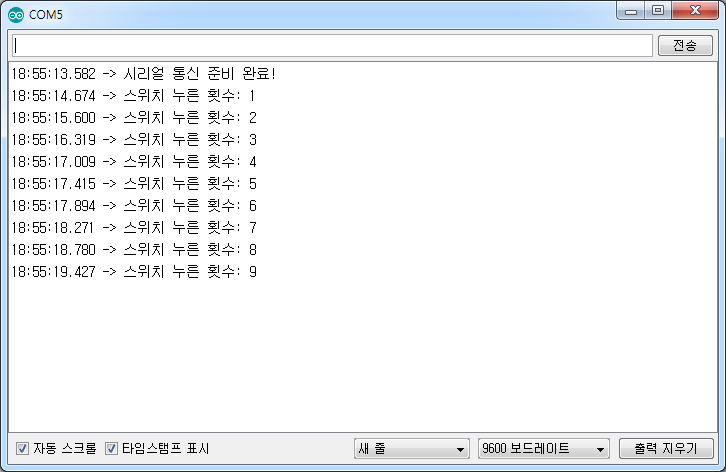 COM5
전송
18:55:13.582 -> 시리얼 통신 준비 완료!
18:55:14.674 -> 스위치 누른 횟수: 1
18:55:15.600 -> 스위치 누른 횟수: 2
18:55:16.319 -> 스위치 누른 횟수: 3
18:55:17.009 -> 스위치 누른 횟수: 4
18:55:17.415 -> 스위치 누른 횟수: 5
18:55:17.894 -> 스위치 누른 횟수: 6
18:55:18.271 -> 스위치 누른 횟수: 7
18:55:18.780 -> 스위치 누른 횟수: 8
18:55:19.427 -> 스위치 누른 횟수: 9
자동 스크롤 타임스탬프 표시 새 줄 9600 보드레이트 출력 지우기